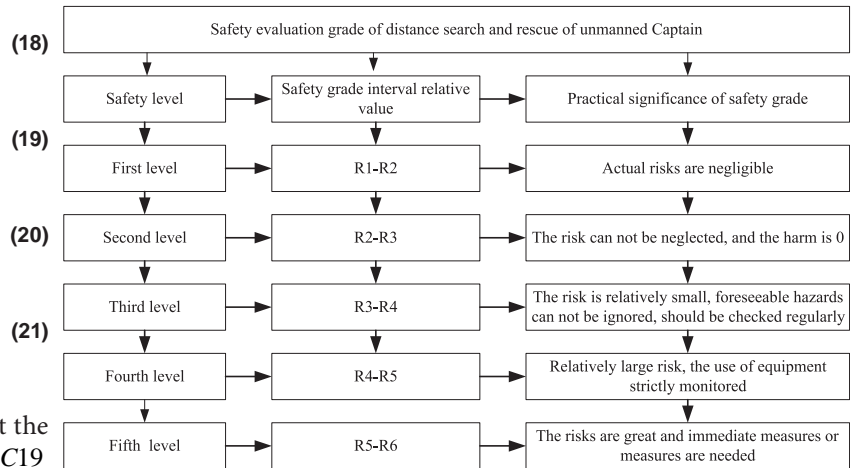 (18)
Safety evaluation grade of distance search and rescue of unmanned Captain
Safety level
Safety grade interval relative
value
Practical significance of safety grade
(19)
First level
R1-R2
Actual risks are negligible
(20)
Second level
R2-R3
The risk can not be neglected, and the harm is 0
Third level
R3-R4
The risk is relatively small, foreseeable hazards
can not be ignored, should be checked regularly
(21)
Fourth level
R4-R5
Relatively large risk, the use of equipment
strictly monitored
t the
C19
Fifth level
R5-R6
The risks are great and immediate measures or
measures are needed